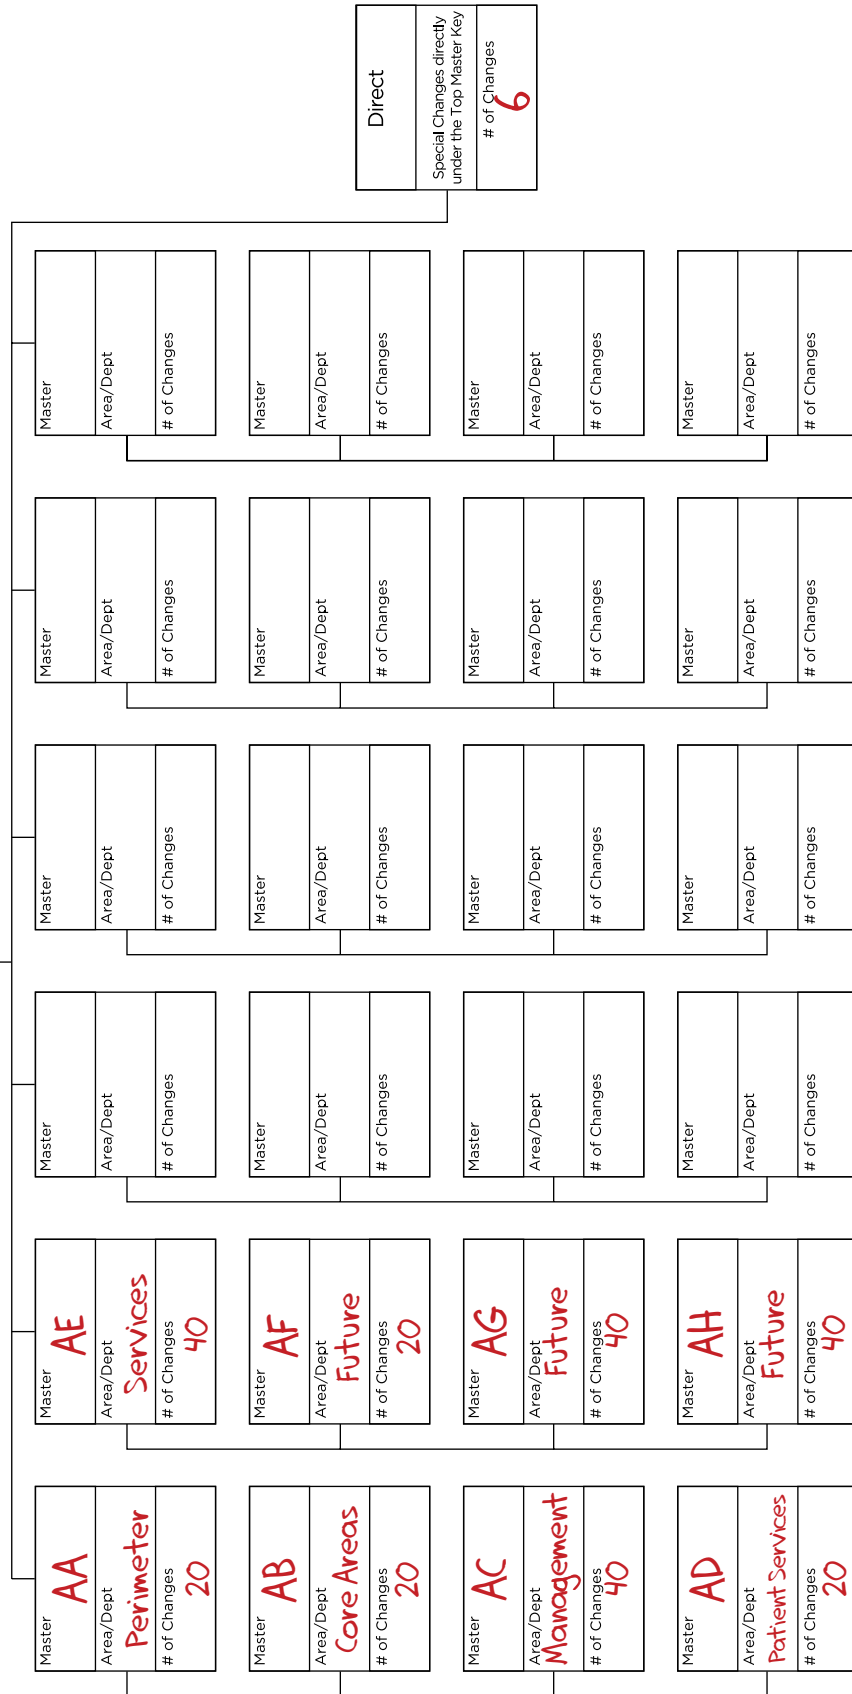 Master AA
Area/Dept
Perimeter
# of Changes
20
Master AB
Area/Dept
Core Areas
# of Changes
20
Master AC
Area/Dept
Management
# of Changes
40
Master AD
Area/Dept
Patient Services
# of Changes
20
Master AE
Area/Dept
Services
# of Changes
40
Master AF
Area/Dept
Future
# of Changes
20
Master AG
Area/Dept
Future
# of Changes
40
Master AH
Area/Dept
Future
# of Changes
40
Master
Area/Dept
# of Changes
Master
Area/Dept
# of Changes
Master
Area/Dept
# of Changes
Master
Area/Dept
# of Changes
Master
Area/Dept
# of Changes
Master
Area/Dept
# of Changes
Master
Area/Dept
# of Changes
Master
Area/Dept
# of Changes
Master
Area/Dept
# of Changes
Master
Area/Dept
# of Changes
Master
Area/Dept
# of Changes
Master
Area/Dept
# of Changes
Master
Area/Dept
# of Changes
Master
Area/Dept
# of Changes
Master
Area/Dept
# of Changes
Master
Area/Dept
# of Changes
Direct
Special Changes directly
under the Top Master Key
# of Changes
6